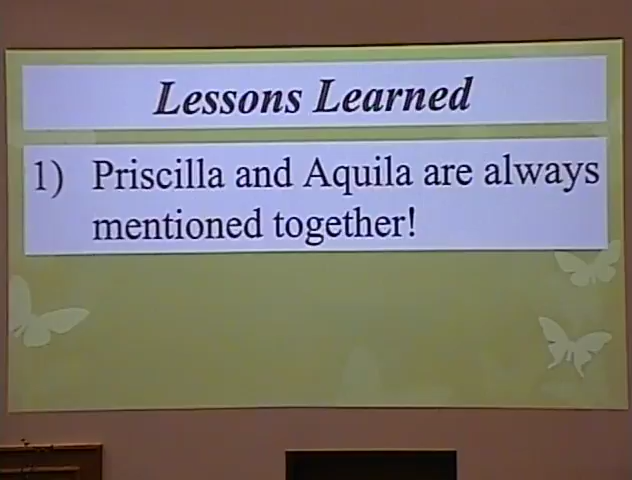 Lessons Learned
1) Priscilla and Aquila are always
mentioned together!